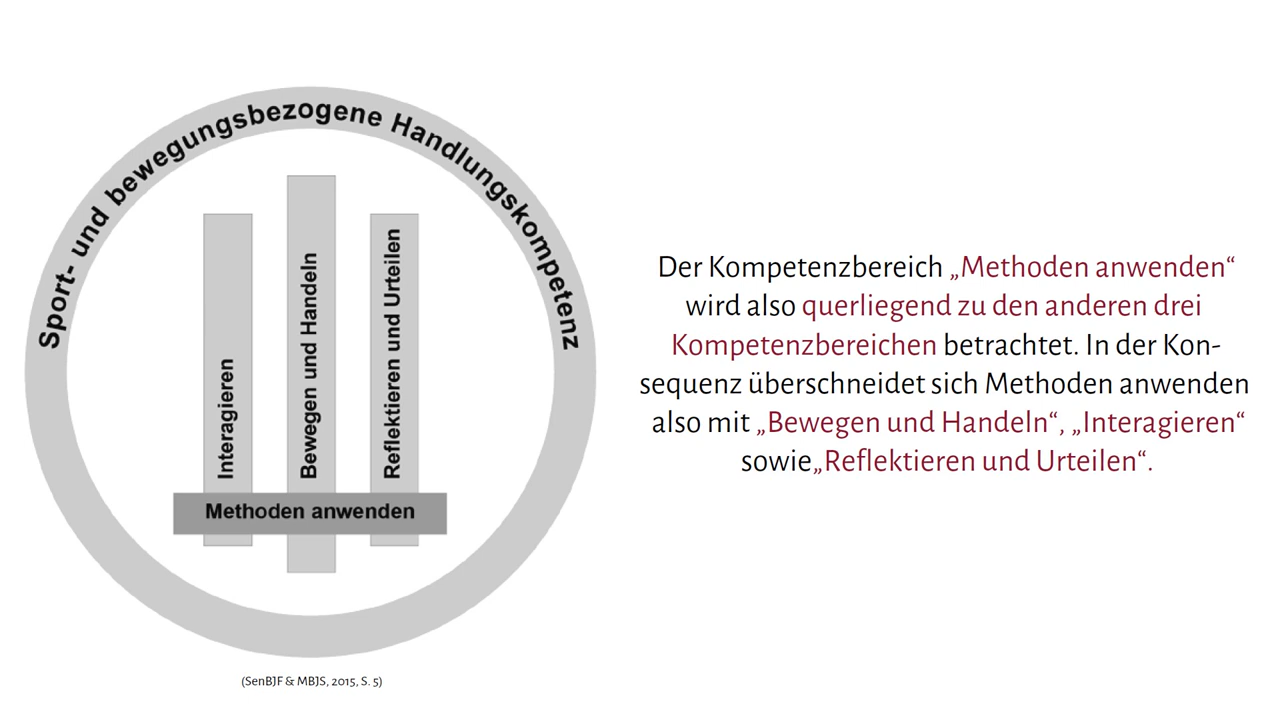 Sport- und bewegungsbezogene Handlungskompetenz
Interagieren
Bewegen und Handeln
Reflektieren und Urteilen
Methoden anwenden
(SenBJF & MBJS, 2015, S. 5)
Der Kompetenzbereich „Methoden anwenden“
wird also querliegend zu den anderen drei
Kompetenzbereichen betrachtet. In der Kon-
sequenz überschneidet sich Methoden anwenden
also mit „Bewegen und Handeln“, „Interagieren“
sowie„Reflektieren und Urteilen“.